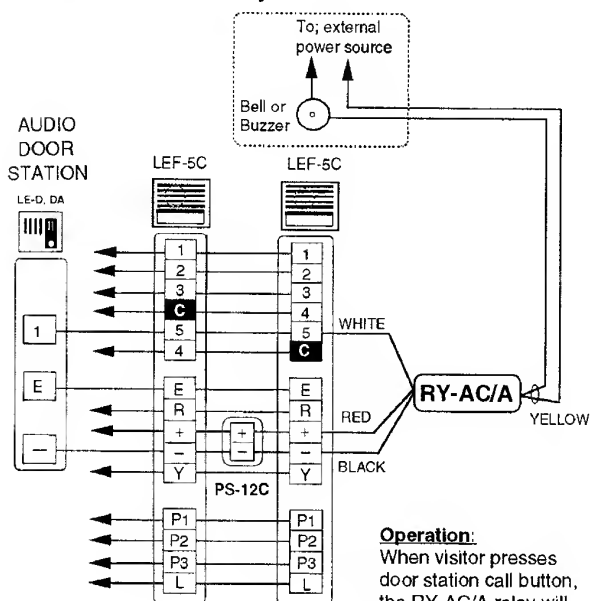 To; external
power source
Bell or
Buzzer
AUDIO
DOOR
STATION
LE-D, DA
LEF-5C
LEF-5C
1
2
3
C
5
4
E
R
+
−
Y
P1
P2
P3
L
1
2
3
4
5
C
E
R
+
−
Y
P1
P2
P3
L
1
E
—
+
−
PS-12C
WHITE
RED
BLACK
RY-AC/A
YELLOW
Operation:
When visitor presses
door station call button,